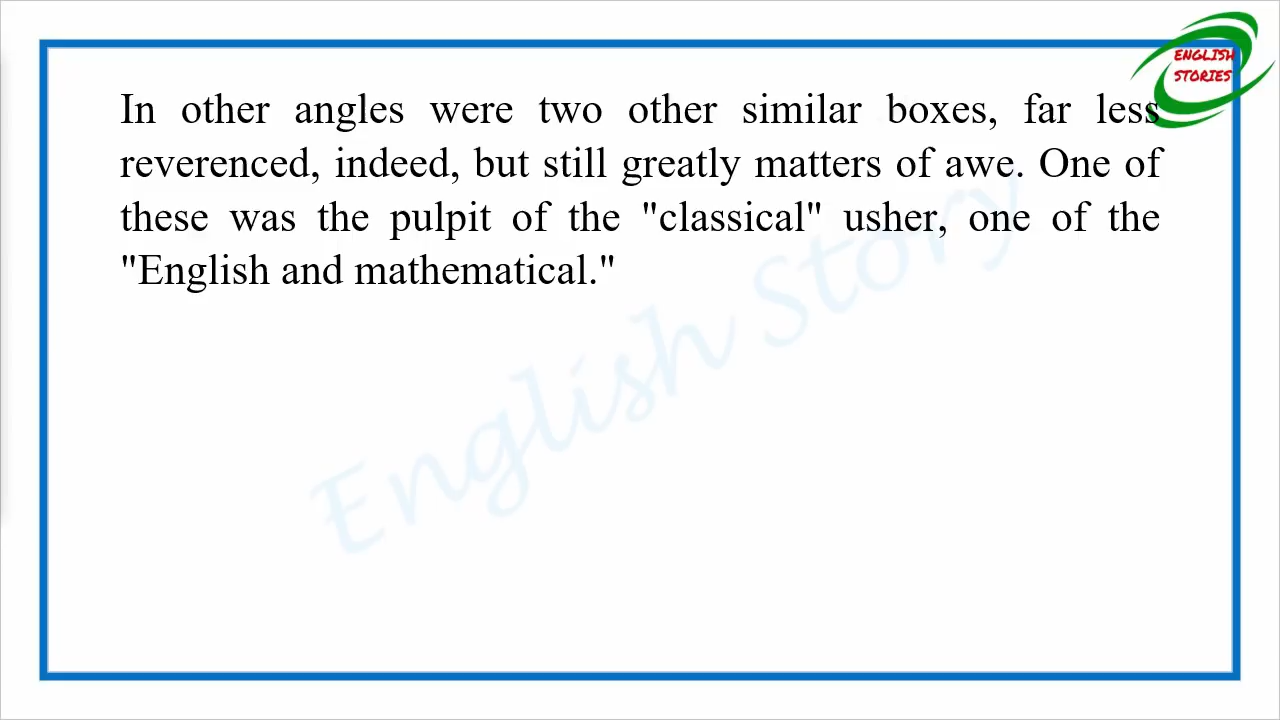 ENGLISH
STORIES
In other angles were two other similar boxes, far less
reverenced, indeed, but still greatly matters of awe. One of
these was the pulpit of the "classical" usher, one of the
"English and mathematical."
English Story